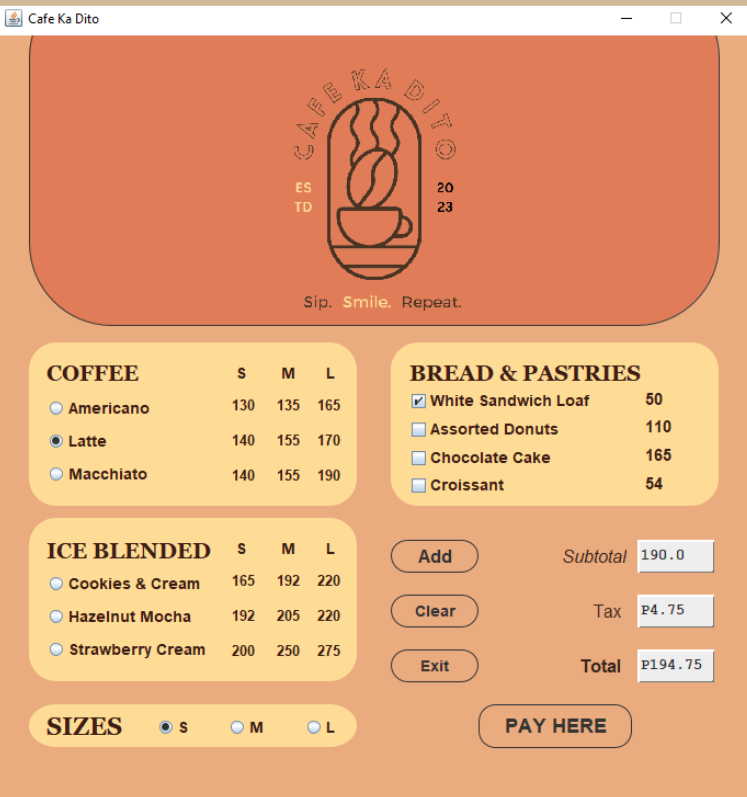 Cafe Ka Dito
CAFE KA DITO
ES 20
TD 23
Sip. Smile. Repeat.
COFFEE S M L
Americano 130 135 165
Latte 140 155 170
Macchiato 140 155 190
BREAD & PASTRIES
White Sandwich Loaf 50
Assorted Donuts 110
Chocolate Cake 165
Croissant 54
ICE BLENDED S M L
Cookies & Cream 165 192 220
Hazelnut Mocha 192 205 220
Strawberry Cream 200 250 275
SIZES S M L
Add
Clear
Exit
Subtotal 190.0
Tax ₱4.75
Total ₱194.75
PAY HERE